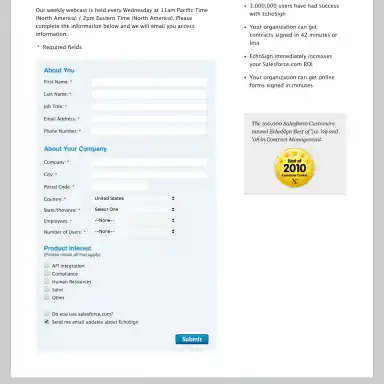 Our weekly webcast is held every Wednesday at 11am Pacific Time
(North America) / 2pm Eastern Time (North America). Please
complete the information below and we will email you access
information.
* Required fields
About You
First Name: *
Last Name: *
Job Title: *
Email Address: *
Phone Number: *
About Your Company
Company: *
City: *
Postal Code: *
Country: * United States
State/Province: * Select One
Employees: * --None--
Number of Users: * --None--
Product Interest
(Please check all that apply)
API Integration
Compliance
Human Resources
Sales
Other
Do you use salesforce.com?
Send me email updates about EchoSign
Submit
• 3,000,000 users have had success
with EchoSign
• Your organization can get
contracts signed in 42 minutes or
less
• EchoSign immediately increases
your Salesforce.com ROI
• Your organization can get online
forms signed in minutes
The 100,000 Salesforce Customers
named EchoSign Best of '10, '09 and
'08 in Contract Management.
Best of
2010